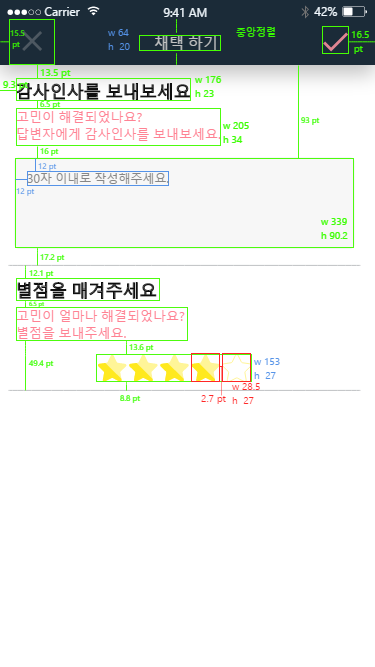 Carrier 9:41 AM 42%
15.5 pt
w 64
h 20
채택 하기
중앙정렬
16.5 pt
13.5 pt
9.3 pt
감사인사를 보내보세요
w 176
h 23
6.5 pt
고민이 해결되었나요?
답변자에게 감사인사를 보내보세요.
w 205
h 34
93 pt
16 pt
12 pt
30자 이내로 작성해주세요.
12 pt
w 339
h 90.2
17.2 pt
12.1 pt
별점을 매겨주세요
6.5 pt
고민이 얼마나 해결되었나요?
별점을 보내주세요.
13.6 pt
49.4 pt
w 153
h 27
w 28.5
h 27
8.8 pt
2.7 pt